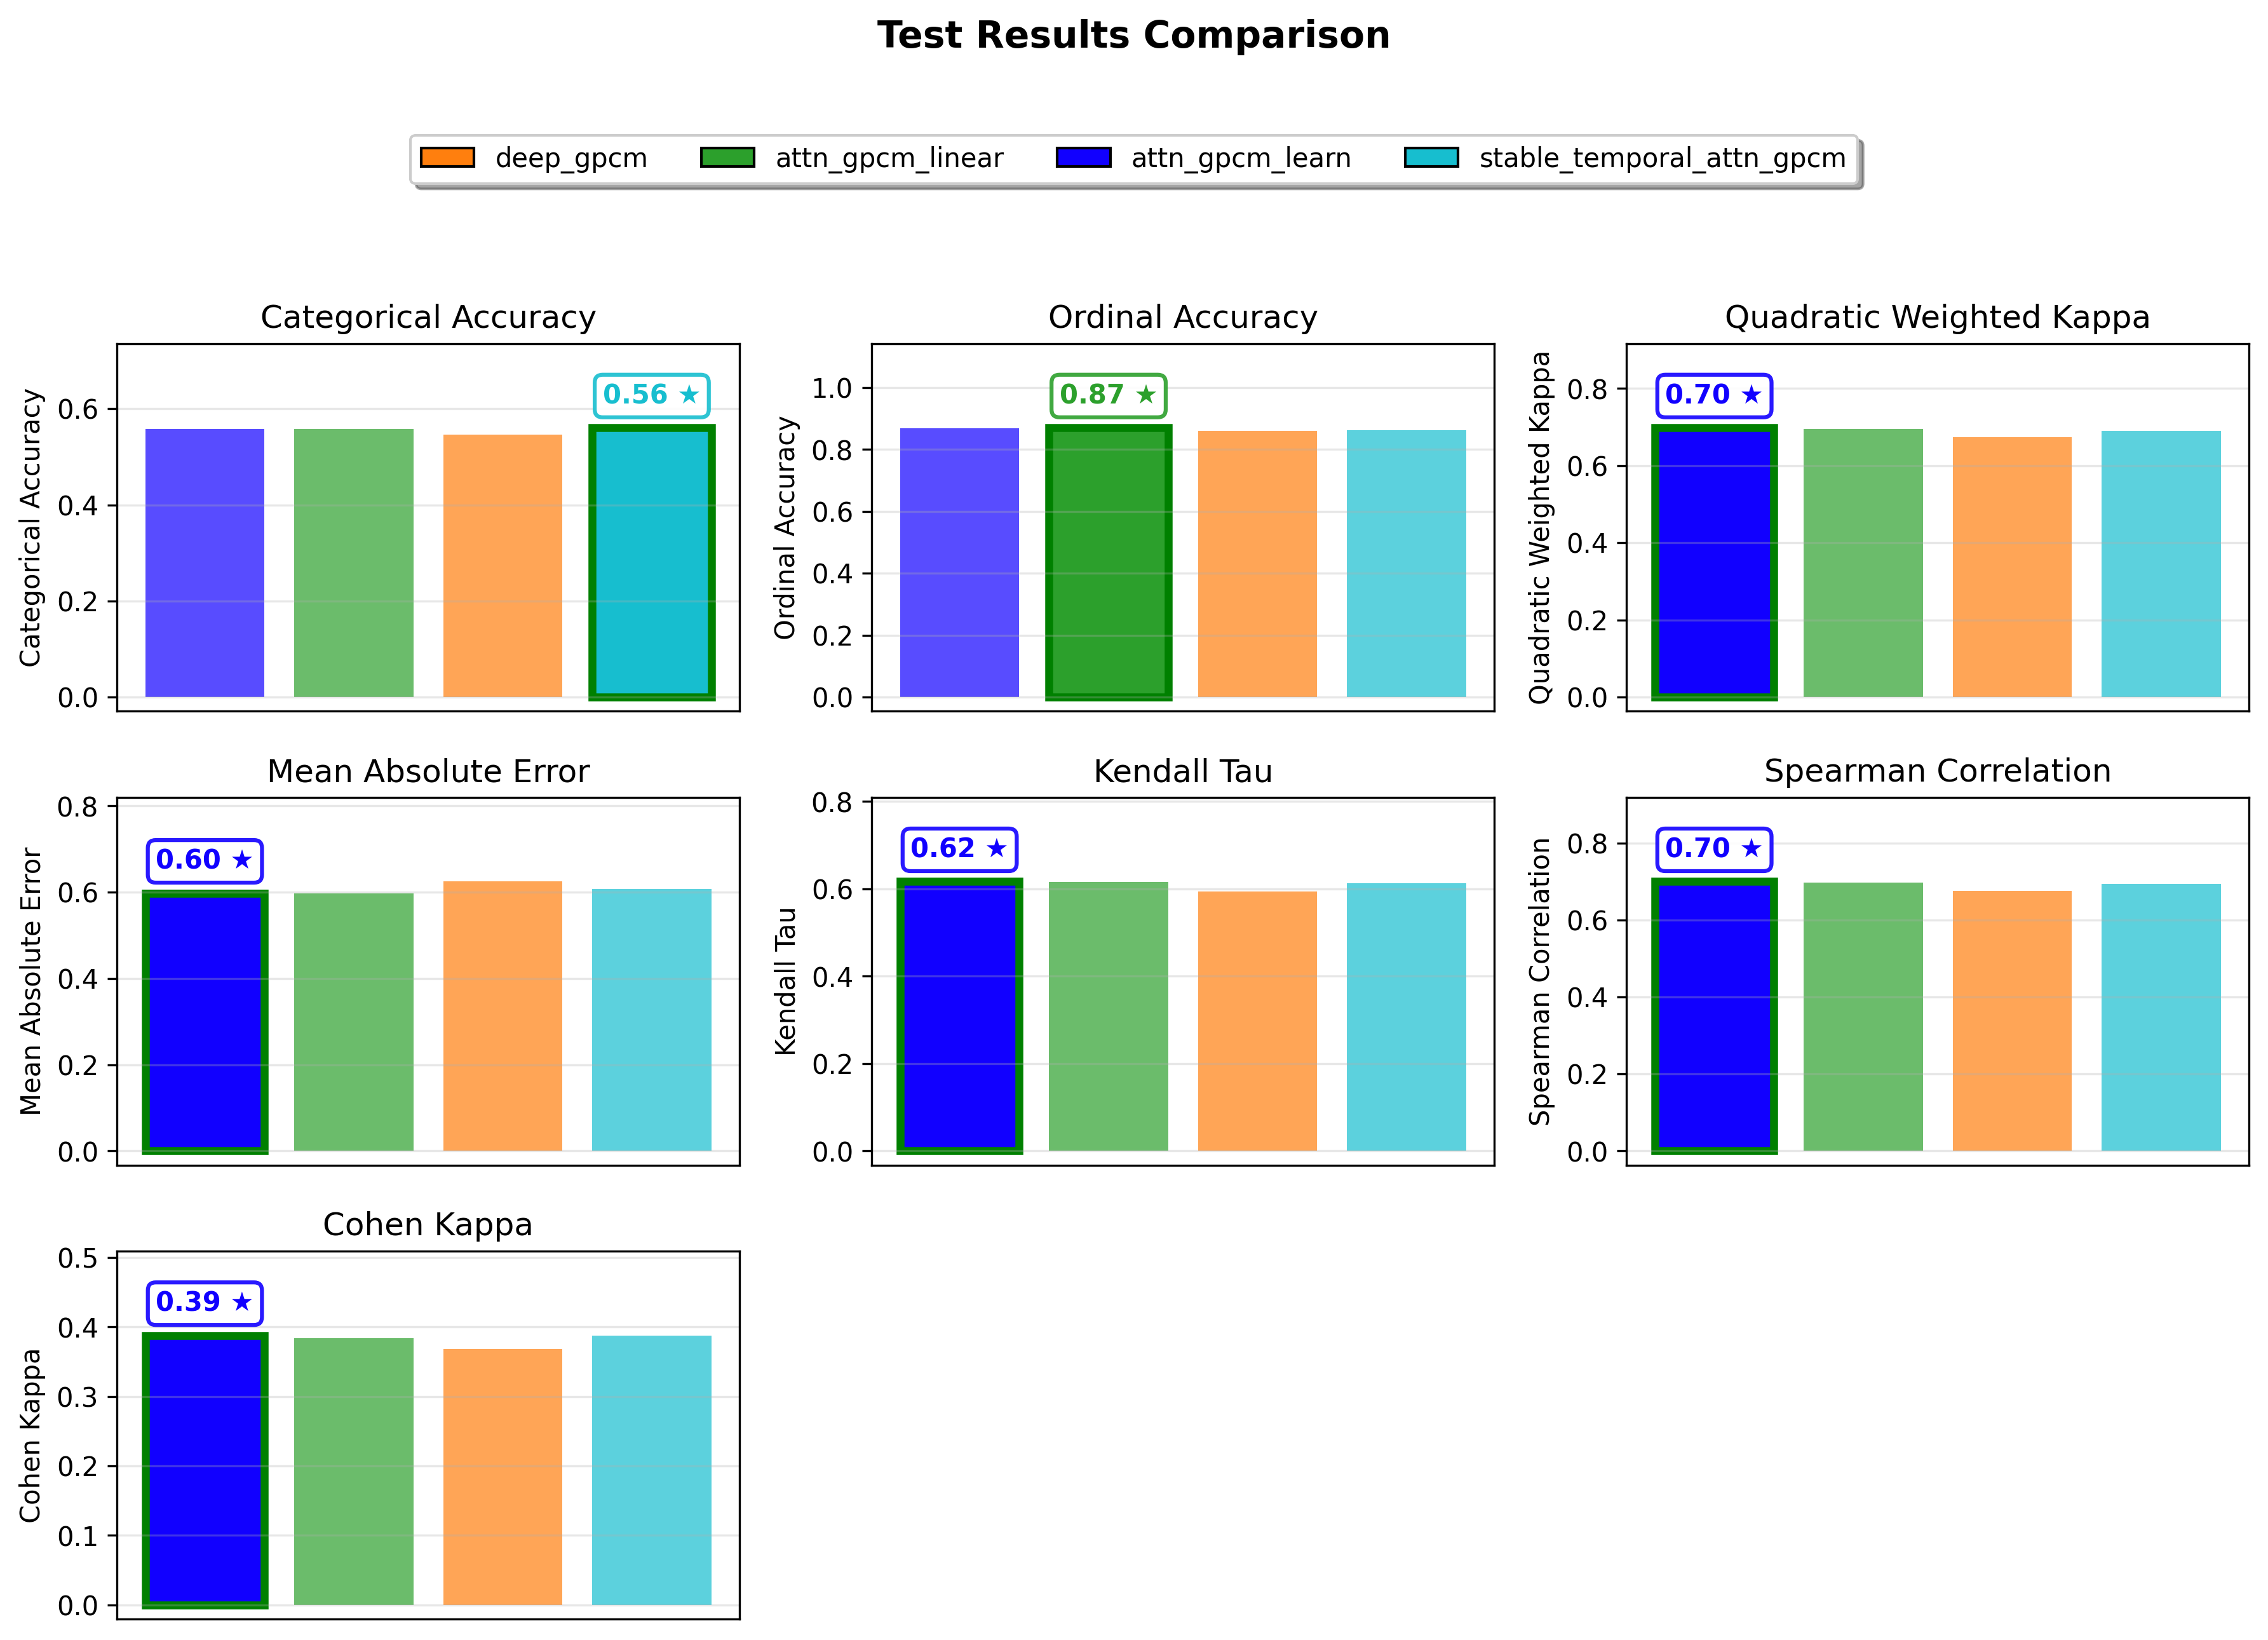 Test Results Comparison
deep_gpcm attn_gpcm_linear attn_gpcm_learn stable_temporal_attn_gpcm
Categorical Accuracy
Categorical Accuracy
0.6
0.4
0.2
0.0
0.56 ★
Ordinal Accuracy
Ordinal Accuracy
1.0
0.8
0.6
0.4
0.2
0.0
0.87 ★
Quadratic Weighted Kappa
Quadratic Weighted Kappa
0.8
0.6
0.4
0.2
0.0
0.70 ★
Mean Absolute Error
Mean Absolute Error
0.8
0.6
0.4
0.2
0.0
0.60 ★
Kendall Tau
Kendall Tau
0.8
0.6
0.4
0.2
0.0
0.62 ★
Spearman Correlation
Spearman Correlation
0.8
0.6
0.4
0.2
0.0
0.70 ★
Cohen Kappa
Cohen Kappa
0.5
0.4
0.3
0.2
0.1
0.0
0.39 ★